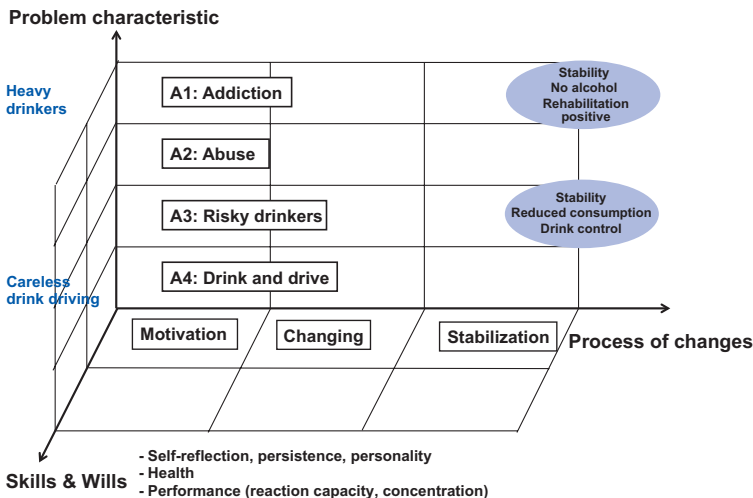 Problem characteristic
Heavy
drinkers
A1: Addiction
Stability
No alcohol
Rehabilitation
positive
A2: Abuse
A3: Risky drinkers
Stability
Reduced consumption
Drink control
Careless
drink driving
A4: Drink and drive
Motivation
Changing
Stabilization
Process of changes
Skills & Wills
- Self-reflection, persistence, personality
- Health
- Performance (reaction capacity, concentration)